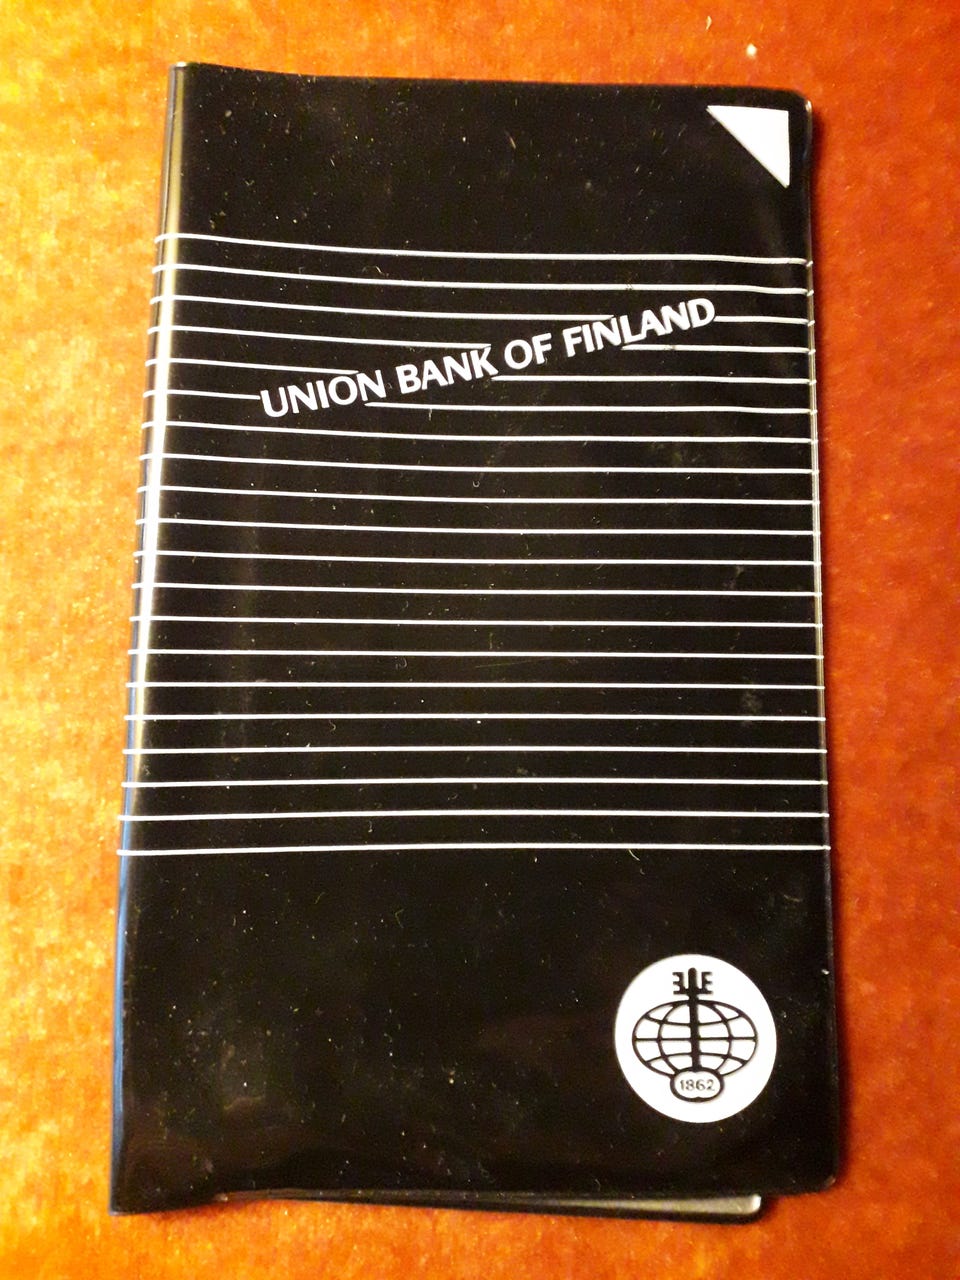 UNION BANK OF FINLAND
1862